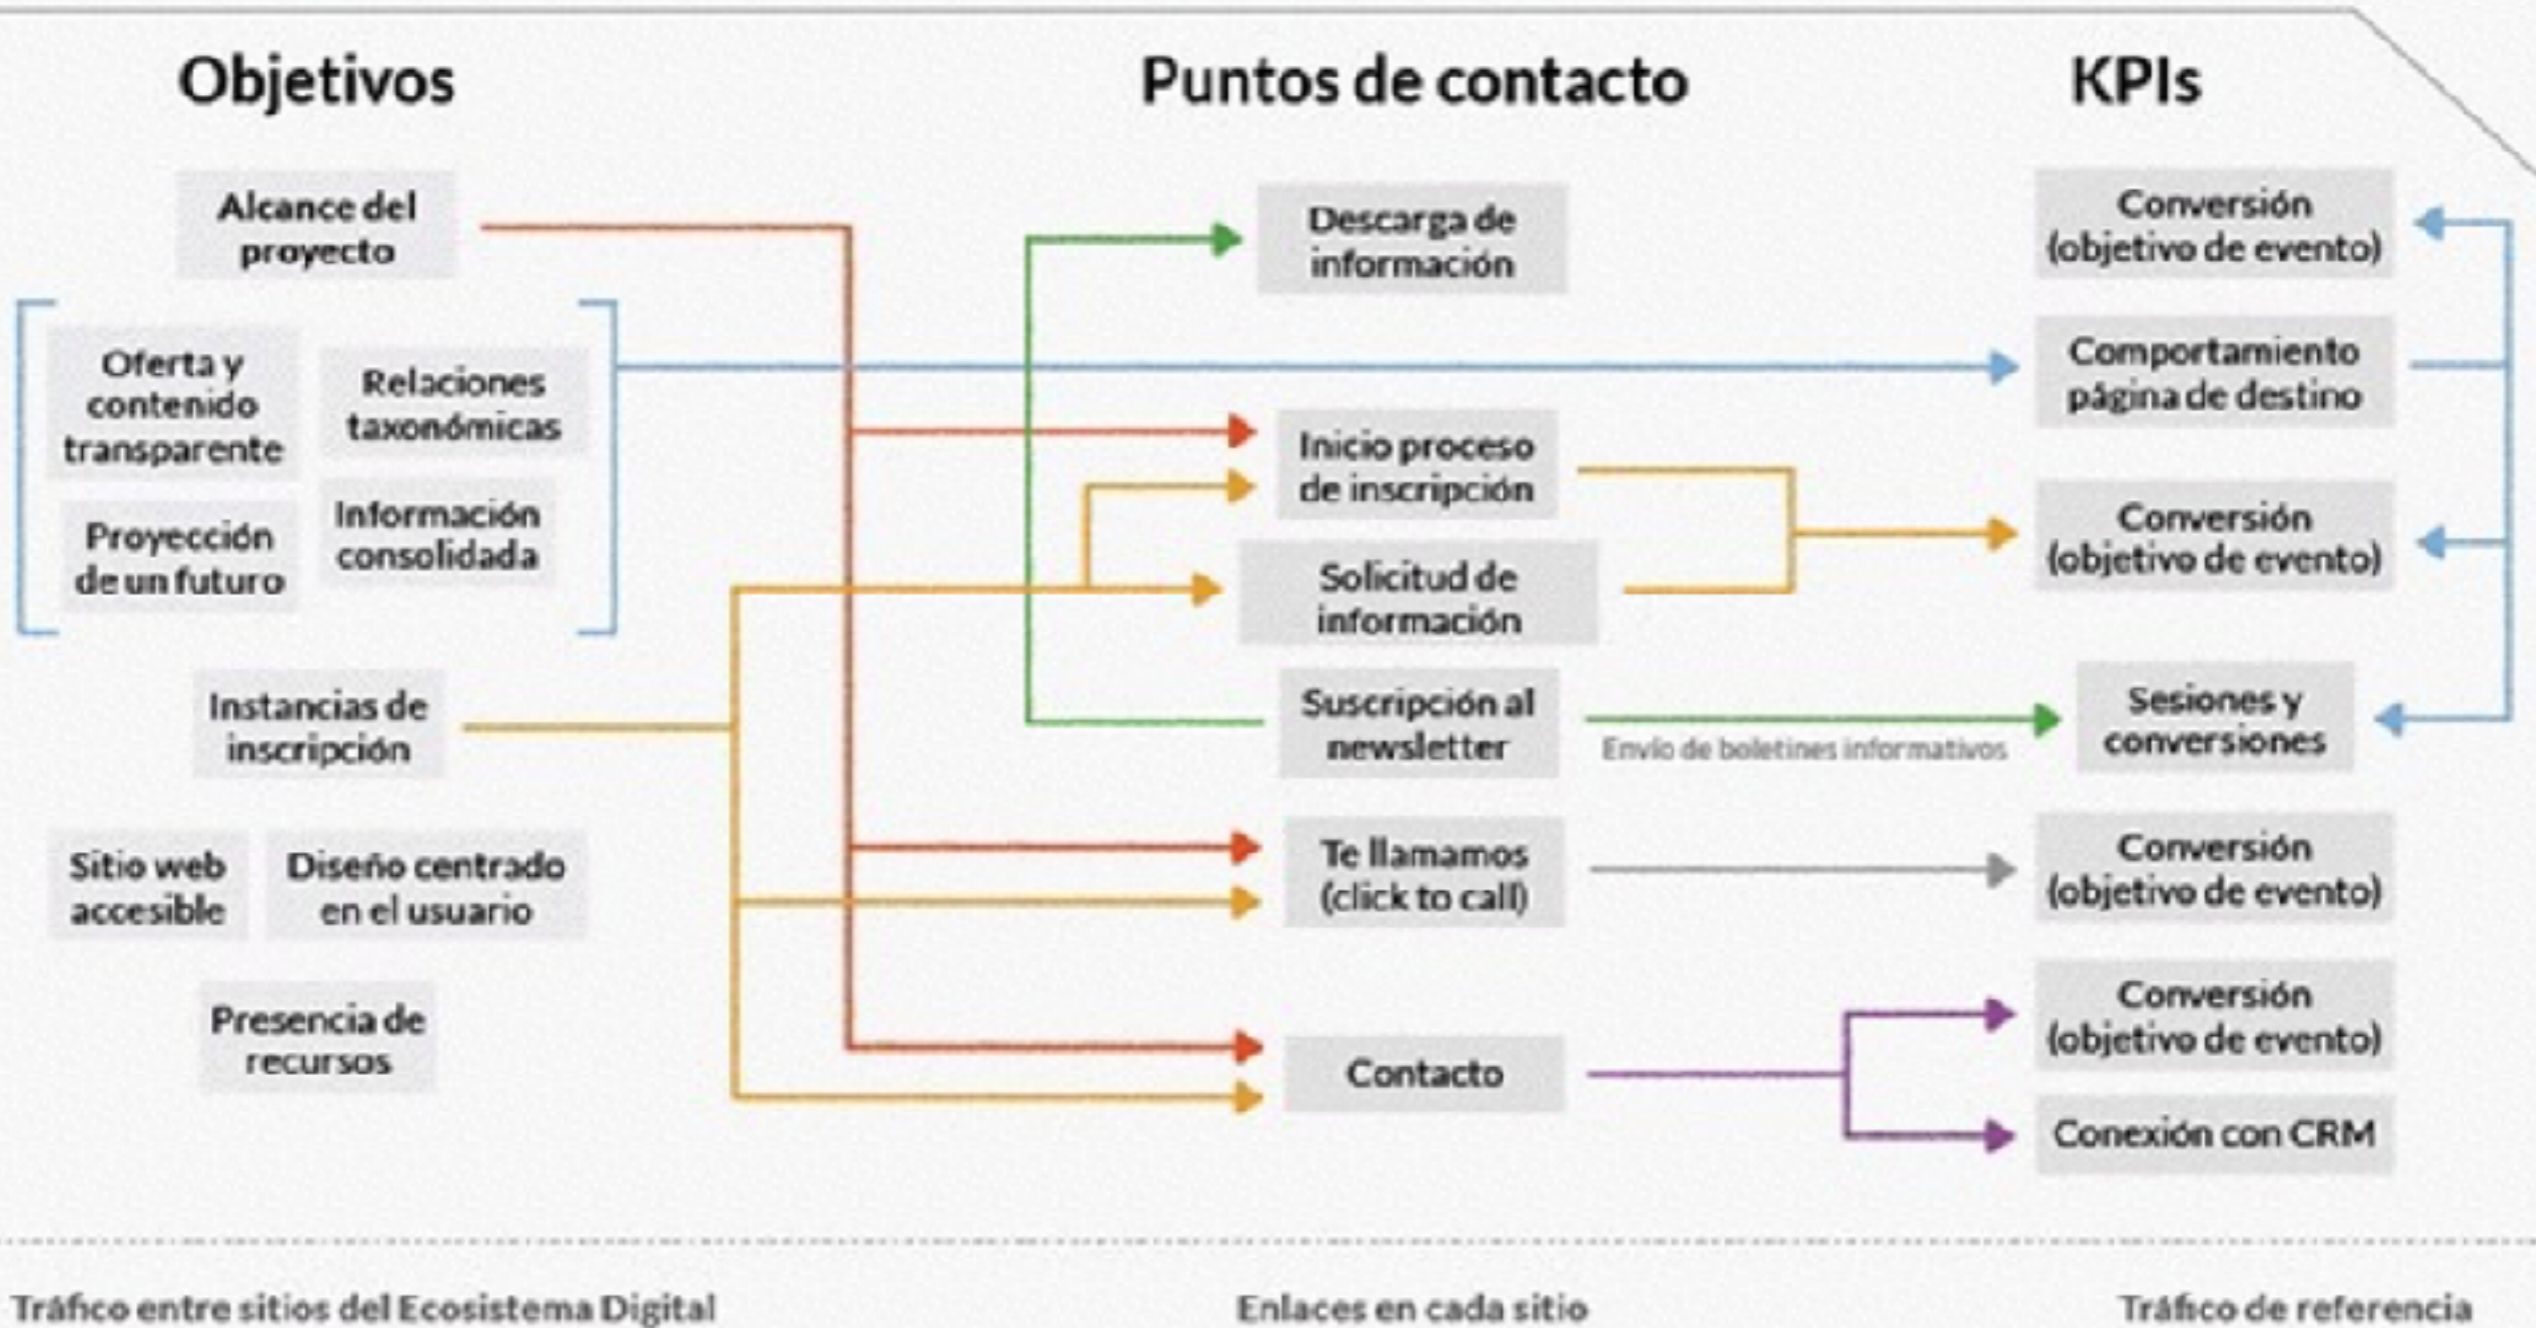 Objetivos
Puntos de contacto
KPIs
Alcance del
proyecto
Oferta y
contenido
transparente
Relaciones
taxonómicas
Proyección
de un futuro
Información
consolidada
Instancias de
inscripción
Sitio web
accesible
Diseño centrado
en el usuario
Presencia de
recursos
Descarga de
información
Inicio proceso
de inscripción
Solicitud de
información
Suscripción al
newsletter
Envío de boletines informativos
Te llamamos
(click to call)
Contacto
Conversión
(objetivo de evento)
Comportamiento
página de destino
Conversión
(objetivo de evento)
Sesiones y
conversiones
Conversión
(objetivo de evento)
Conversión
(objetivo de evento)
Conexión con CRM
Tráfico entre sitios del Ecosistema Digital
Enlaces en cada sitio
Tráfico de referencia